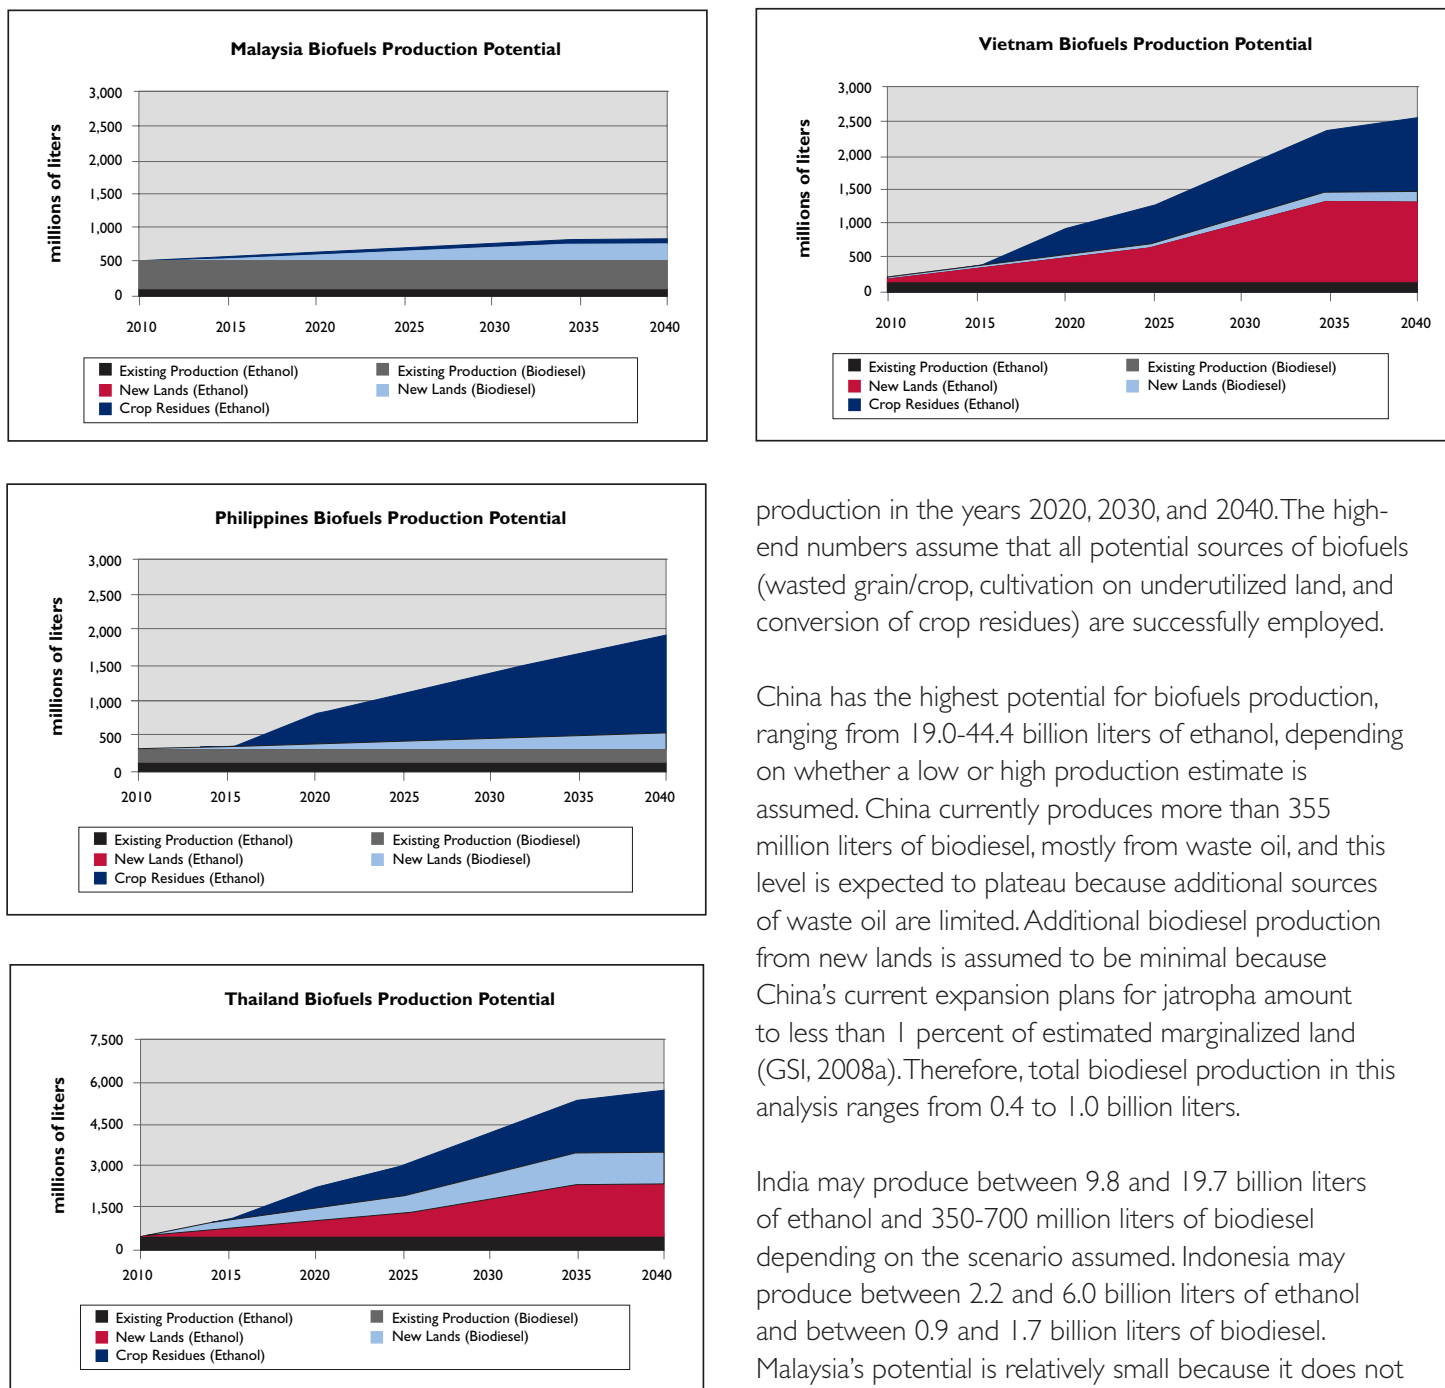 Malaysia Biofuels Production Potential
millions of liters
3,000
2,500
2,000
1,500
1,000
500
0
2010 2015 2020 2025 2030 2035 2040
Existing Production (Ethanol) Existing Production (Biodiesel)
New Lands (Ethanol) New Lands (Biodiesel)
Crop Residues (Ethanol)
Philippines Biofuels Production Potential
millions of liters
3,000
2,500
2,000
1,500
1,000
500
0
2010 2015 2020 2025 2030 2035 2040
Existing Production (Ethanol) Existing Production (Biodiesel)
New Lands (Ethanol) New Lands (Biodiesel)
Crop Residues (Ethanol)
Thailand Biofuels Production Potential
millions of liters
7,500
6,000
4,500
3,000
1,500
0
2010 2015 2020 2025 2030 2035 2040
Existing Production (Ethanol) Existing Production (Biodiesel)
New Lands (Ethanol) New Lands (Biodiesel)
Crop Residues (Ethanol)
Vietnam Biofuels Production Potential
millions of liters
3,000
2,500
2,000
1,500
1,000
500
0
2010 2015 2020 2025 2030 2035 2040
Existing Production (Ethanol) Existing Production (Biodiesel)
New Lands (Ethanol) New Lands (Biodiesel)
Crop Residues (Ethanol)
production in the years 2020, 2030, and 2040. The high-
end numbers assume that all potential sources of biofuels
(wasted grain/crop, cultivation on underutilized land, and
conversion of crop residues) are successfully employed.
China has the highest potential for biofuels production,
ranging from 19.0-44.4 billion liters of ethanol, depending
on whether a low or high production estimate is
assumed. China currently produces more than 355
million liters of biodiesel, mostly from waste oil, and this
level is expected to plateau because additional sources
of waste oil are limited. Additional biodiesel production
from new lands is assumed to be minimal because
China's current expansion plans for jatropha amount
to less than 1 percent of estimated marginalized land
(GSI, 2008a). Therefore, total biodiesel production in this
analysis ranges from 0.4 to 1.0 billion liters.
India may produce between 9.8 and 19.7 billion liters
of ethanol and 350-700 million liters of biodiesel
depending on the scenario assumed. Indonesia may
produce between 2.2 and 6.0 billion liters of ethanol
and between 0.9 and 1.7 billion liters of biodiesel.
Malaysia's potential is relatively small because it does not